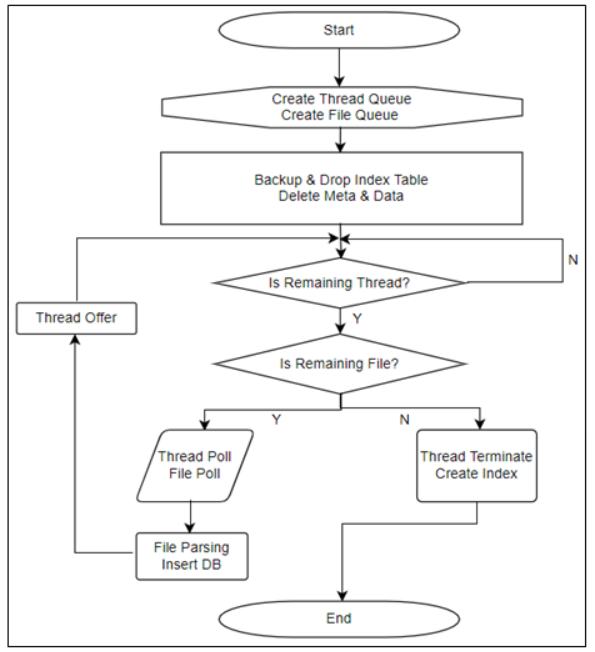 Start
Create Thread Queue
Create File Queue
Backup & Drop Index Table
Delete Meta & Data
Is Remaining Thread?
N
Y
Thread Offer
Is Remaining File?
Y
N
Thread Poll
File Poll
Thread Terminate
Create Index
File Parsing
Insert DB
End